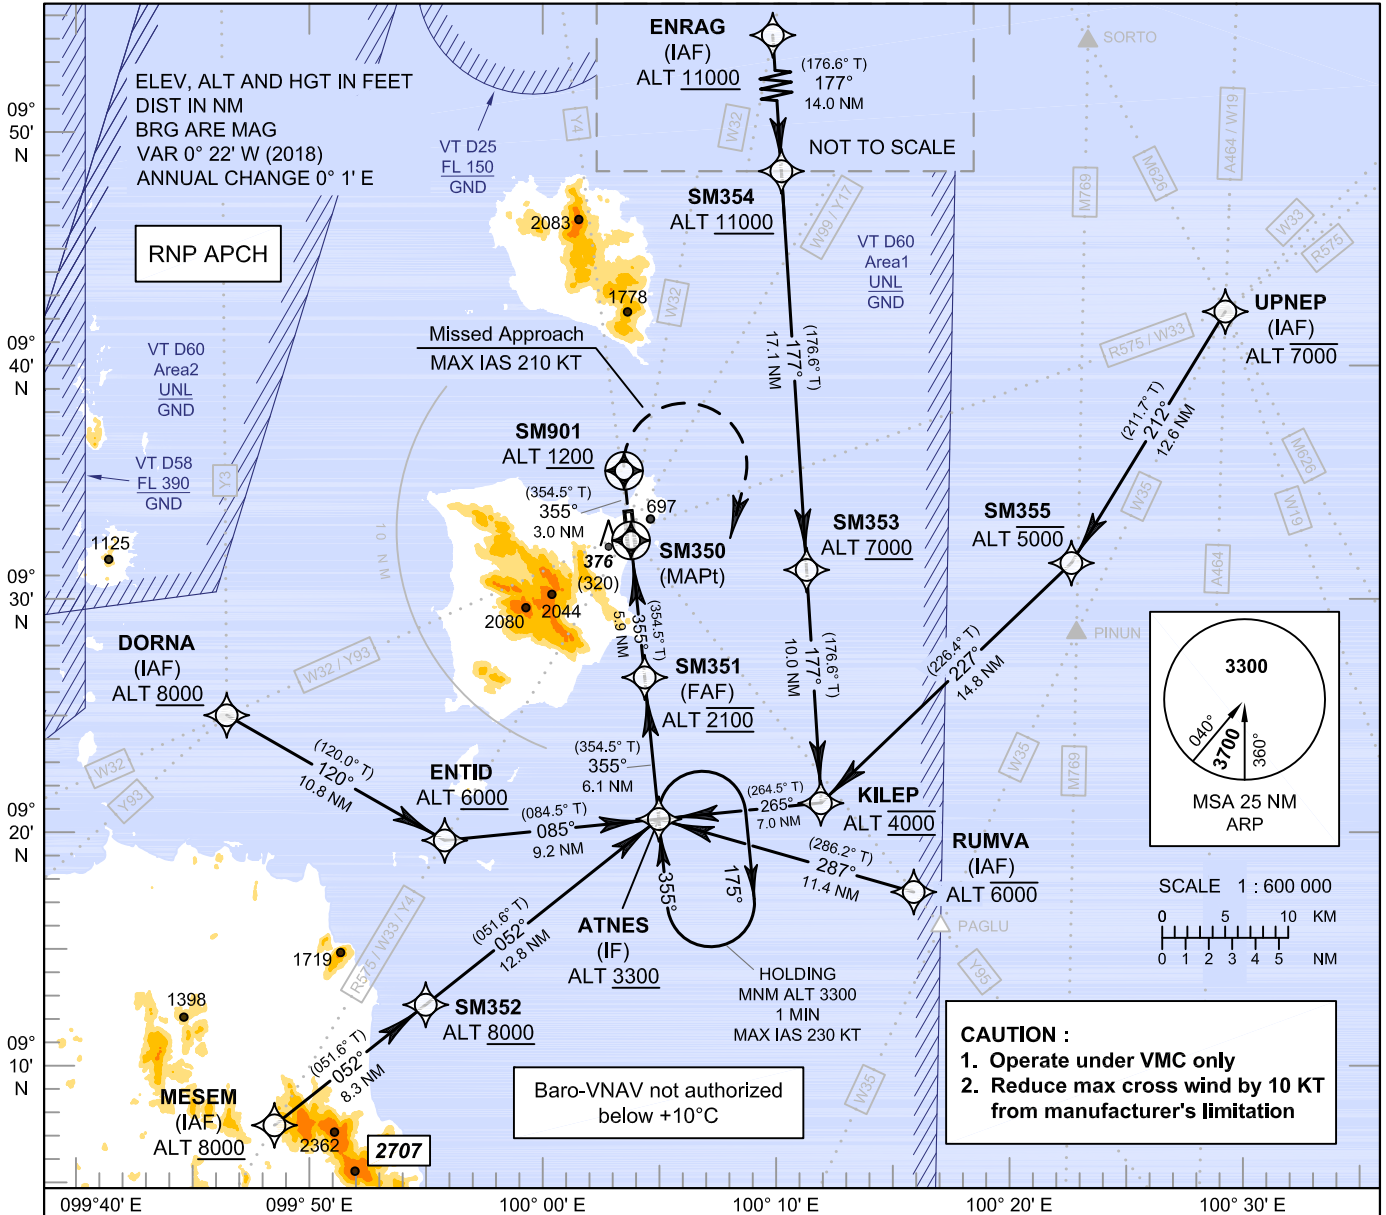 ENRAG
(IAF)
ALT 11000
(176.6° T)
177°
14.0 NM
NOT TO SCALE
SORTO
ELEV, ALT AND HGT IN FEET
DIST IN NM
BRG ARE MAG
VAR 0° 22' W (2018)
ANNUAL CHANGE 0° 1' E
RNP APCH
VT D25
FL 150
GND
Y4
W32
A464 / W19
M626
M769
W33
R575
W99 / Y17
W32
SM354
ALT 11000
2083
1778
VT D60
Area1
UNL
GND
UPNEP
(IAF)
ALT 7000
R575 / W33
Missed Approach
MAX IAS 210 KT
VT D60
Area2
UNL
GND
(176.6° T)
177°
17.1 NM
(211.7° T)
212°
12.6 NM
SM901
ALT 1200
VT D58
FL 390
GND
Y3
10 NM
(354.5° T)
355°
3.0 NM
697
SM350
(MAPt)
376
(320)
SM353
ALT 7000
SM355
ALT 5000
W35
M626
W19
A464
1125
2080
2044
(354.5° T)
355°
5.9 NM
DORNA
(IAF)
ALT 8000
W32 / Y93
SM351
(FAF)
ALT 2100
(176.6° T)
177°
10.0 NM
(226.4° T)
227°
14.8 NM
PINUN
3300
040°
3700
360°
MSA 25 NM
ARP
W32
Y93
(120.0° T)
120°
10.8 NM
(354.5° T)
355°
6.1 NM
ENTID
ALT 6000
(084.5° T)
085°
9.2 NM
(264.5° T)
265°
7.0 NM
KILEP
ALT 4000
W35
M769
RUMVA
(IAF)
ALT 6000
(286.2° T)
287°
11.4 NM
355°
175°
ATNES
(IF)
ALT 3300
PAGLU
Y95
SCALE 1 : 600 000
0 5 10 KM
0 1 2 3 4 5 NM
(051.6° T)
052°
12.8 NM
R575 / W33 / Y4
1719
1398
SM352
ALT 8000
HOLDING
MNM ALT 3300
1 MIN
MAX IAS 230 KT
(051.6° T)
052°
8.3 NM
MESEM
(IAF)
ALT 8000
2362
2707
Baro-VNAV not authorized
below +10°C
W35
CAUTION :
1. Operate under VMC only
2. Reduce max cross wind by 10 KT
from manufacturer's limitation
09°
50'
N
09°
40'
N
09°
30'
N
09°
20'
N
09°
10'
N
099°40' E
099°50' E
100°00' E
100°10' E
100°20' E
100°30' E